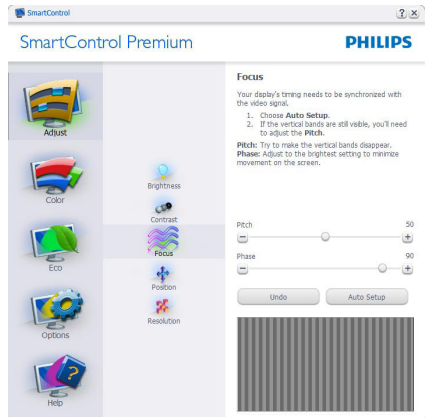 SmartControl
? ×
SmartControl Premium
PHILIPS
Adjust
Color
Eco
Options
Help
Brightness
Contrast
Focus
Position
Resolution
Focus
Your display's timing needs to be synchronized with
the video signal.
1. Choose Auto Setup.
2. If the vertical bands are still visible, you'll need
to adjust the Pitch.
Pitch: Try to make the vertical bands disappear.
Phase: Adjust to the brightest setting to minimize
movement on the screen.
Pitch 50
Phase 90
Undo Auto Setup